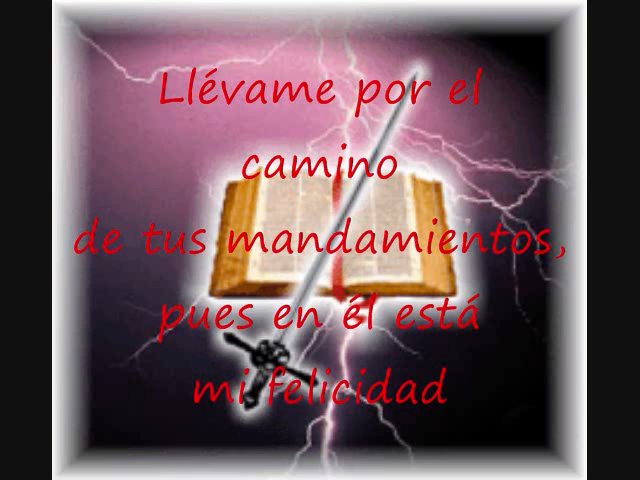 Llévame por el
camino
de tus mandamientos,
pues en él está
mi felicidad